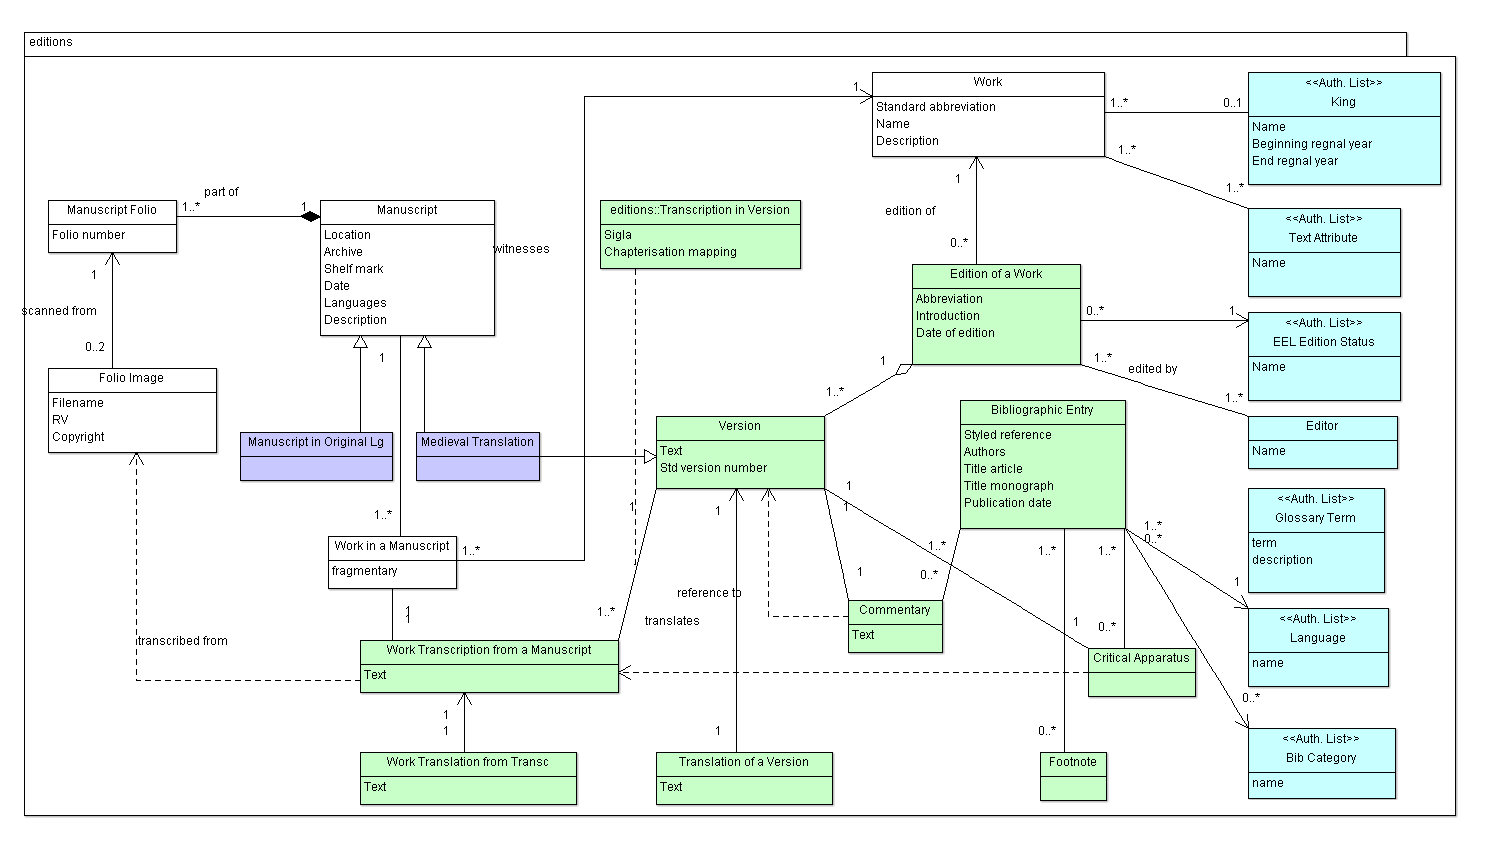 editions
Work
Standard abbreviation
Name
Description
1
1..*
0..1
<<Auth. List>>
King
Name
Beginning regnal year
End regnal year
1..*
1..*
<<Auth. List>>
Text Attribute
Name
part of
1..*
1
Manuscript Folio
Folio number
Manuscript
Location
Archive
Shelf mark
Date
Languages
Description
witnesses
editions::Transcription in Version
Sigla
Chapterisation mapping
1
edition of
0..*
Edition of a Work
Abbreviation
Introduction
Date of edition
0..*
1
<<Auth. List>>
EEL Edition Status
Name
1..*
edited by
1..*
Editor
Name
1
scanned from
0..2
Folio Image
Filename
RV
Copyright
1
Manuscript in Original Lg
Medieval Translation
1
1..*
Version
Text
Std version number
Bibliographic Entry
Styled reference
Authors
Title article
Title monograph
Publication date
<<Auth. List>>
Glossary Term
term
description
1..*
Work in a Manuscript
fragmentary
1..*
1
1
1
1
1..*
1..*
1..*
1..*
0..*
1
0..*
1
reference to
translates
1..*
Commentary
Text
1
0..*
<<Auth. List>>
Language
name
1
1
transcribed from
Work Transcription from a Manuscript
Text
Critical Apparatus
0..*
1
1
1
0..*
Work Translation from Transc
Text
Translation of a Version
Text
Footnote
<<Auth. List>>
Bib Category
name